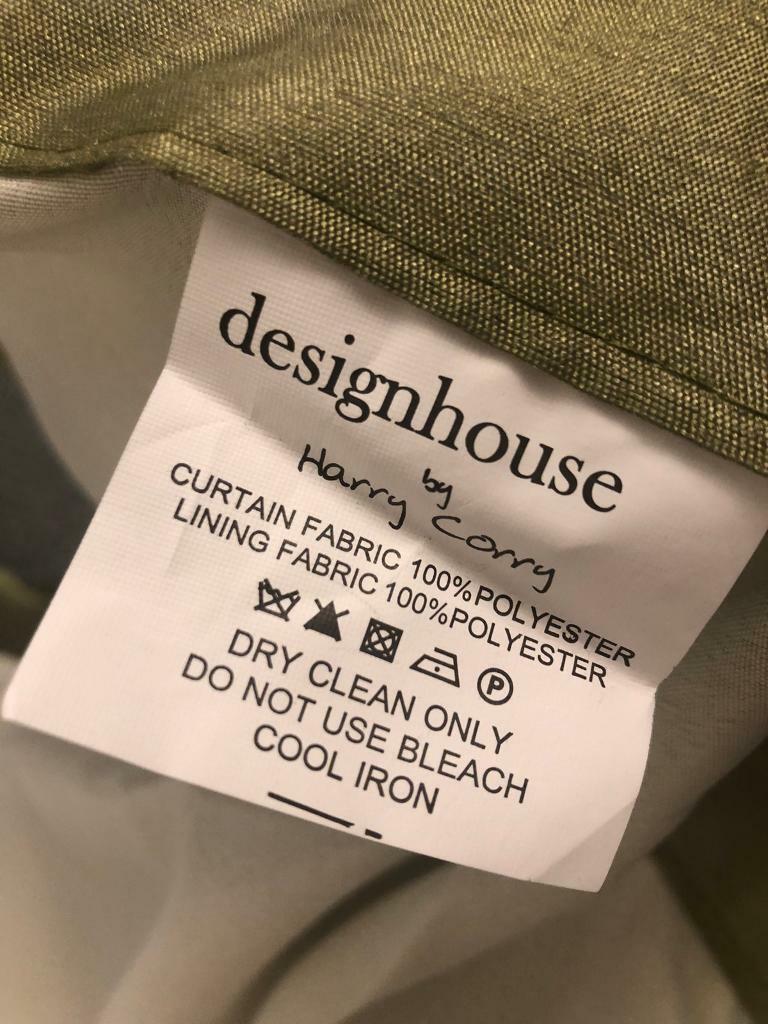 designhouse
by
Harry Corry
CURTAIN FABRIC 100%POLYESTER
LINING FABRIC 100%POLYESTER
P
DRY CLEAN ONLY
DO NOT USE BLEACH
COOL IRON